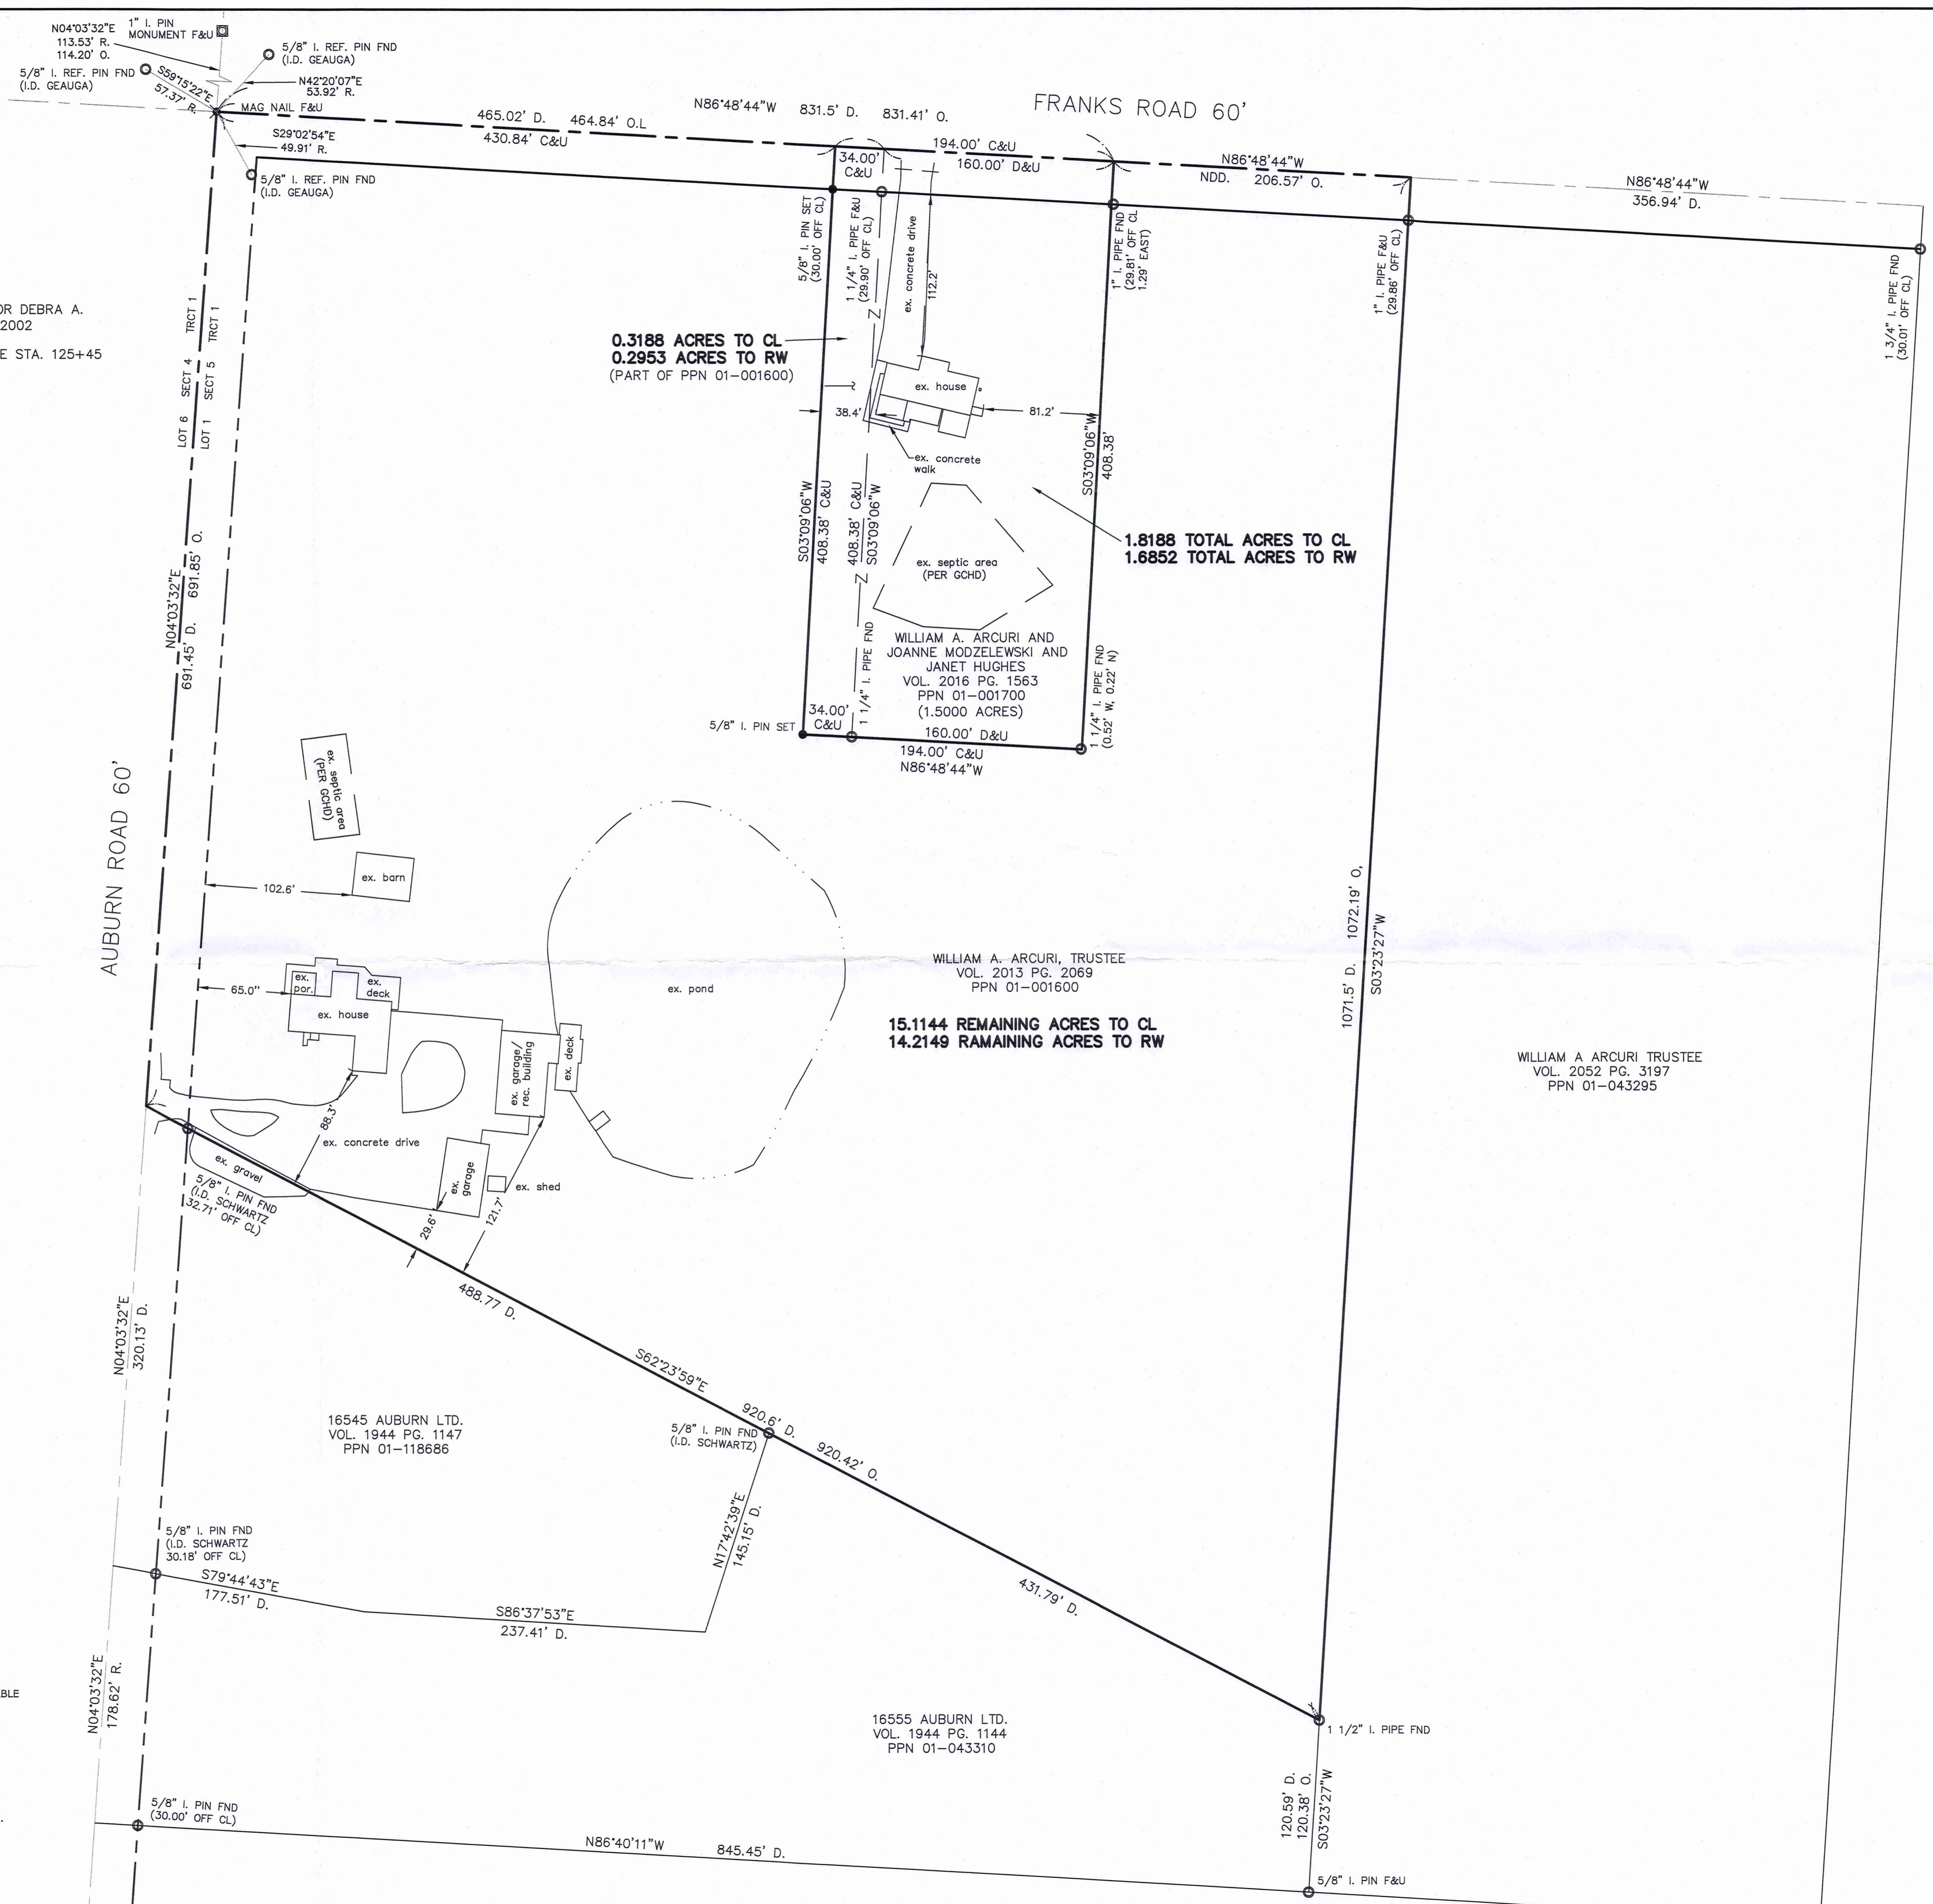 N04°03'32"E
113.53' R.
114.20' O.
1" I. PIN
MONUMENT F&U
5/8" I. REF. PIN FND
(I.D. GEAUGA)
5/8" I. REF. PIN FND
(I.D. GEAUGA)
S59°15'22"E
57.37' R.
N42°20'07"E
53.92' R.
MAG NAIL F&U
S29°02'54"E
49.91' R.
5/8" I. REF. PIN FND
(I.D. GEAUGA)
465.02' D. 464.84' O.L
430.84' C&U
N86°48'44"W 831.5' D. 831.41' O.
FRANKS ROAD 60'
194.00' C&U
34.00'
C&U
160.00' D&U
N86°48'44"W
NDD. 206.57' O.
N86°48'44"W
356.94' D.
5/8" I. PIN SET
(30.00' OFF CL)
1 1/4" I. PIPE F&U
(29.90' OFF CL)
ex. concrete drive
112.2'
1" I. PIPE FND
(29.81' OFF CL
1.29' EAST)
1" I. PIPE F&U
(29.86' OFF CL)
1 3/4" I. PIPE FND
(30.01' OFF CL)
OR DEBRA A.
2002
E STA. 125+45
LOT 6 SECT 4 TRCT 1
LOT 1 SECT 5 TRCT 1
0.3188 ACRES TO CL
0.2953 ACRES TO RW
(PART OF PPN 01-001600)
ex. house
38.4'
81.2'
ex. concrete
walk
S03°09'06"W
408.38'
S03°09'06"W
408.38' C&U
408.38' C&U
S03°09'06"W
1.8188 TOTAL ACRES TO CL
1.6852 TOTAL ACRES TO RW
ex. septic area
(PER GCHD)
N04°03'32"E
691.45' D. 691.85' O.
WILLIAM A. ARCURI AND
JOANNE MODZELEWSKI AND
JANET HUGHES
VOL. 2016 PG. 1563
PPN 01-001700
(1.5000 ACRES)
1 1/4" I. PIPE FND
1 1/4" I. PIPE FND
(0.52' W, 0.22' N)
5/8" I. PIN SET
34.00'
C&U
160.00' D&U
194.00' C&U
N86°48'44"W
AUBURN ROAD 60'
ex. septic area
(PER GCHD)
ex. barn
102.6'
1071.5' D. 1072.19' O,
S03°23'27"W
WILLIAM A. ARCURI, TRUSTEE
VOL. 2013 PG. 2069
PPN 01-001600
15.1144 REMAINING ACRES TO CL
14.2149 RAMAINING ACRES TO RW
ex. pond
ex.
por.
ex.
deck
65.0"
ex. house
ex. garage/
rec. building
ex. deck
WILLIAM A ARCURI TRUSTEE
VOL. 2052 PG. 3197
PPN 01-043295
88.3'
ex. concrete drive
ex. gravel
ex.
garage
ex. shed
5/8" I. PIN FND
(I.D. SCHWARTZ
32.71' OFF CL)
29.6'
121.7'
488.77 D.
N04°03'32"E
320.13' D.
S62°23'59"E
920.6' D.
920.42' O.
16545 AUBURN LTD.
VOL. 1944 PG. 1147
PPN 01-118686
5/8" I. PIN FND
(I.D. SCHWARTZ)
N17°42'39"E
145.15' D.
5/8" I. PIN FND
(I.D. SCHWARTZ
30.18' OFF CL)
S79°44'43"E
177.51' D.
S86°37'53"E
237.41' D.
431.79' D.
N04°03'32"E
178.62' R.
BLE
16555 AUBURN LTD.
VOL. 1944 PG. 1144
PPN 01-043310
1 1/2" I. PIPE FND
120.59' D.
120.38' O.
S03°23'27"W
5/8" I. PIN FND
(30.00' OFF CL)
N86°40'11"W 845.45' D.
5/8" I. PIN F&U